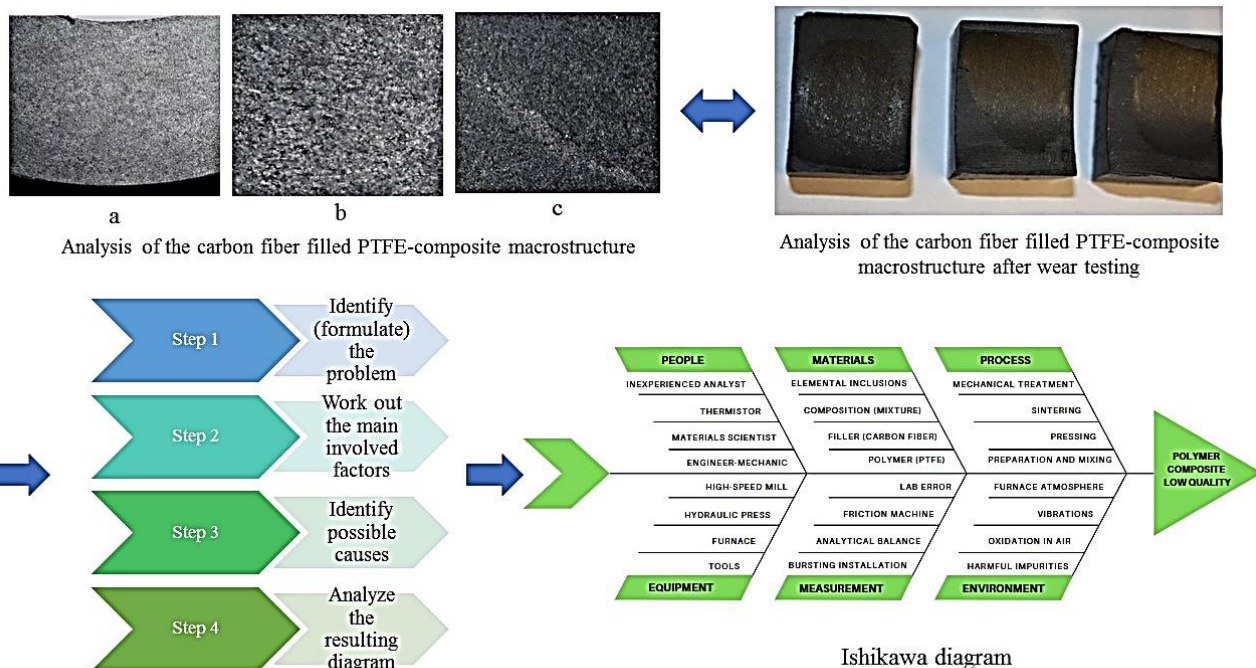 a
b
c
Analysis of the carbon fiber filled PTFE-composite macrostructure
Analysis of the carbon fiber filled PTFE-composite
macrostructure after wear testing
Step 1
Identify
(formulate)
the
problem
Step 2
Work out
the main
involved
factors
Step 3
Identify
possible
causes
Step 4
Analyze
the
resulting
diagram
PEOPLE
INEXPERIENCED ANALYST
THERMISTOR
MATERIALS SCIENTIST
ENGINEER-MECHANIC
MATERIALS
ELEMENTAL INCLUSIONS
COMPOSITION (MIXTURE)
FILLER (CARBON FIBER)
POLYMER (PTFE)
PROCESS
MECHANICAL TREATMENT
SINTERING
PRESSING
PREPARATION AND MIXING
HIGH-SPEED MILL
HYDRAULIC PRESS
FURNACE
TOOLS
EQUIPMENT
LAB ERROR
FRICTION MACHINE
ANALYTICAL BALANCE
BURSTING INSTALLATION
MEASUREMENT
FURNACE ATMOSPHERE
VIBRATIONS
OXIDATION IN AIR
HARMFUL IMPURITIES
ENVIRONMENT
POLYMER
COMPOSITE
LOW QUALITY
Ishikawa diagram